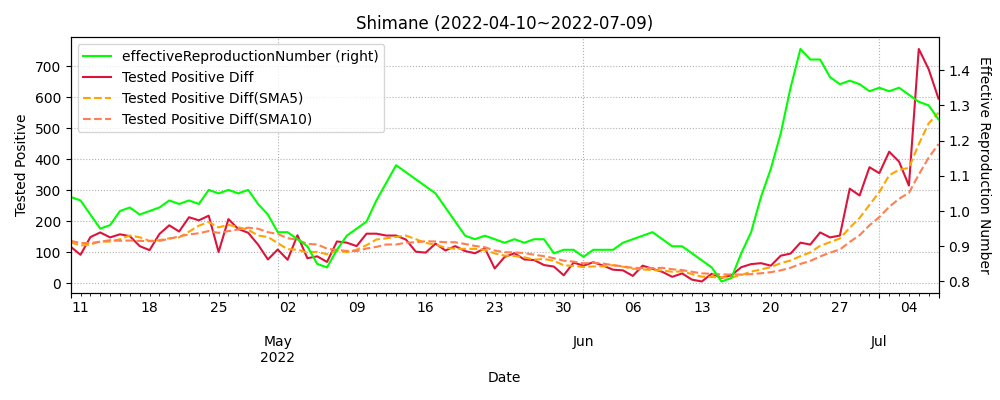 Shimane (2022-04-10~2022-07-09)
effectiveReproductionNumber (right)
Tested Positive Diff
Tested Positive Diff(SMA5)
Tested Positive Diff(SMA10)
Tested Positive
700
600
500
400
300
200
100
0
Effective Reproduction Number
1.4
1.3
1.2
1.1
1.0
0.9
0.8
11 18 25 02 09 16 23 30 06 13 20 27 04
May Jun Jul
2022
Date